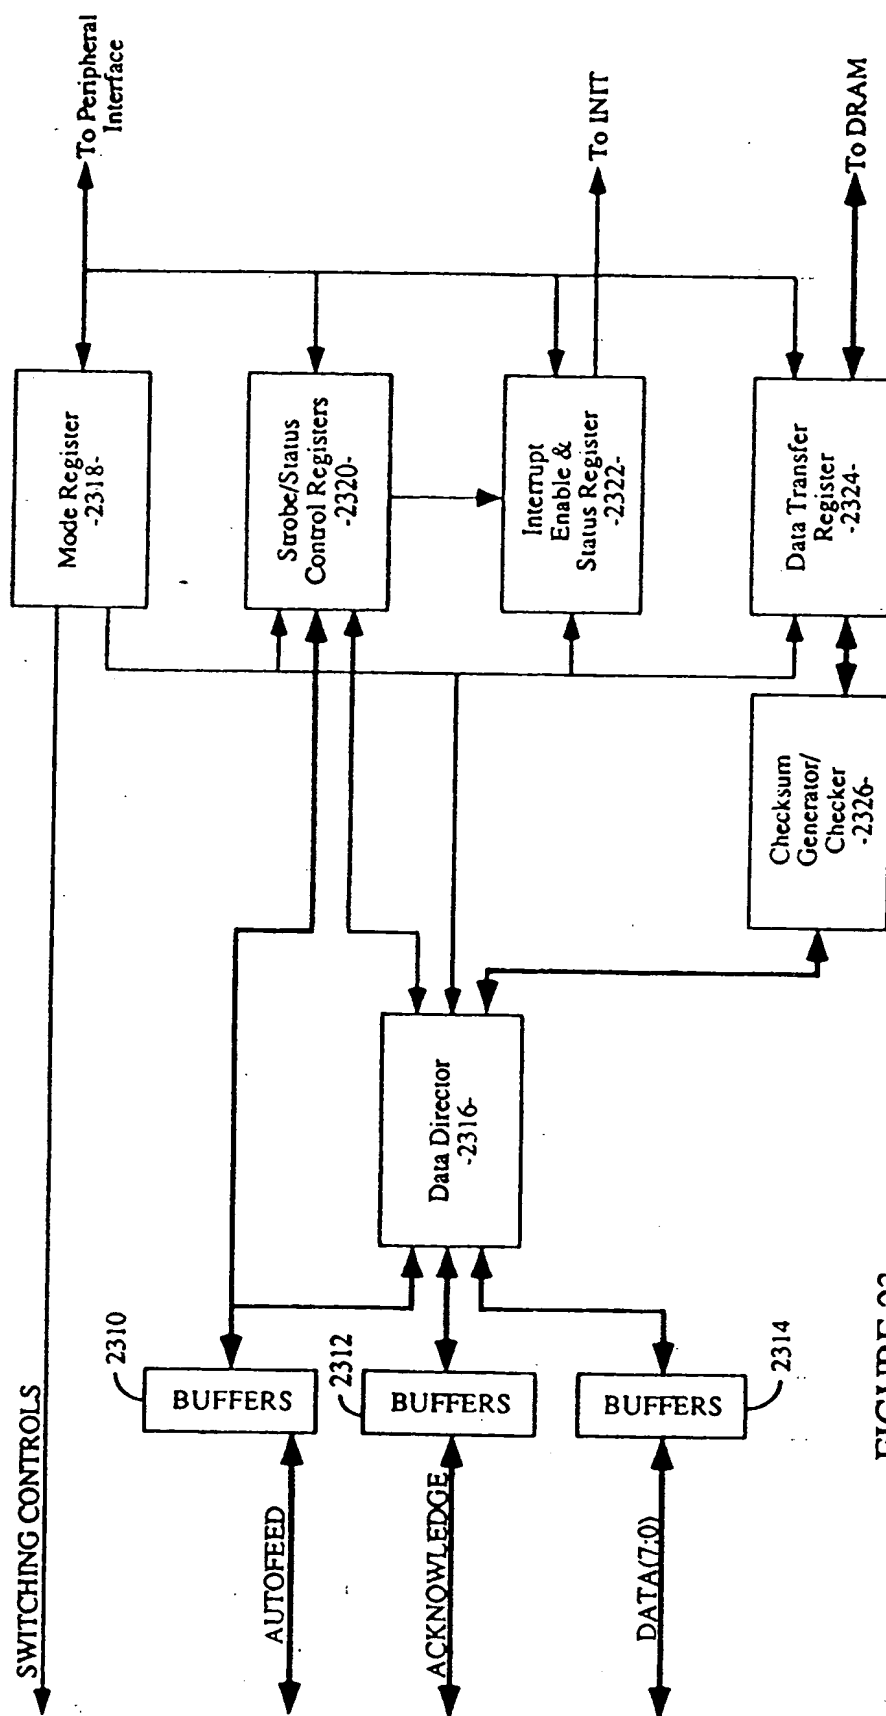 SWITCHING CONTROLS
AUTOFEED
ACKNOWLEDGE
DATA(7:0)
2310
BUFFERS
2312
BUFFERS
2314
BUFFERS
Data Director
-2316-
Mode Register
-2318-
Strobe/Status
Control Registers
-2320-
Interrupt
Enable &
Status Register
-2322-
Data Transfer
Register
-2324-
Checksum
Generator/
Checker
-2326-
To Peripheral
Interface
To INIT
To DRAM
FIGURE